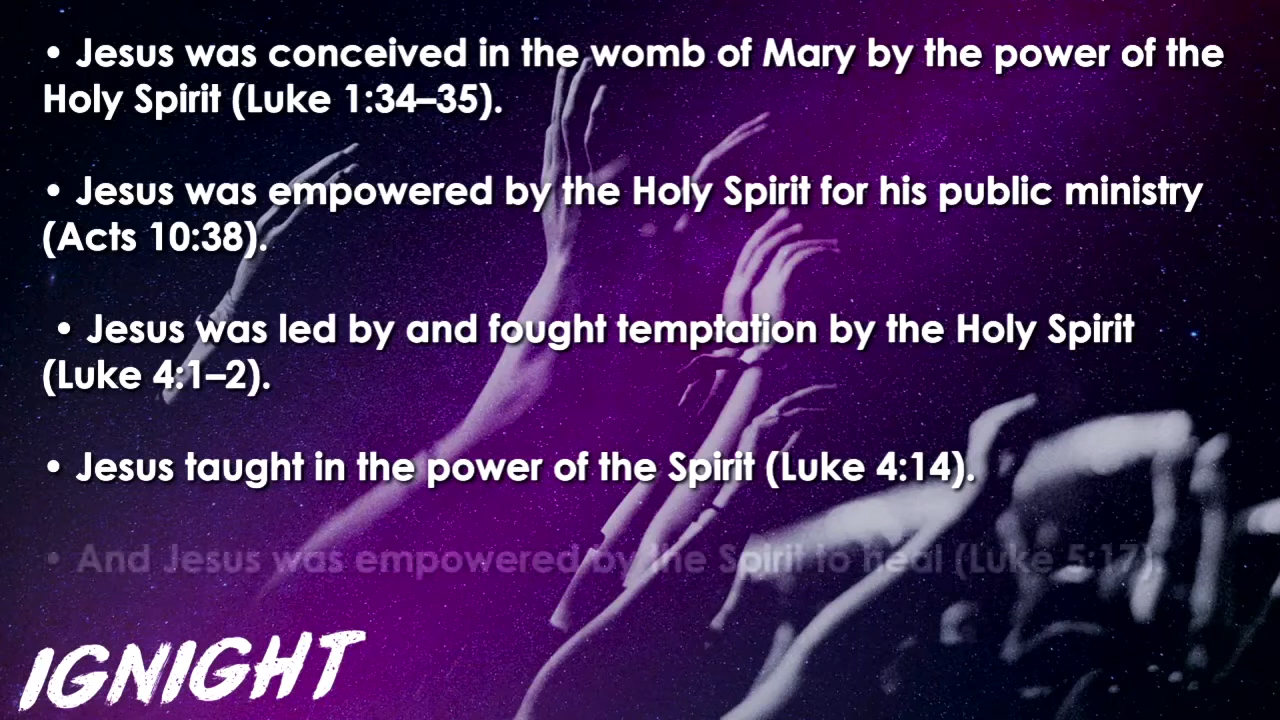 • Jesus was conceived in the womb of Mary by the power of the
Holy Spirit (Luke 1:34–35).
• Jesus was empowered by the Holy Spirit for his public ministry
(Acts 10:38).
• Jesus was led by and fought temptation by the Holy Spirit
(Luke 4:1–2).
• Jesus taught in the power of the Spirit (Luke 4:14).
• And Jesus was empowered by the Spirit to heal (Luke 5:17).
IGNIGHT